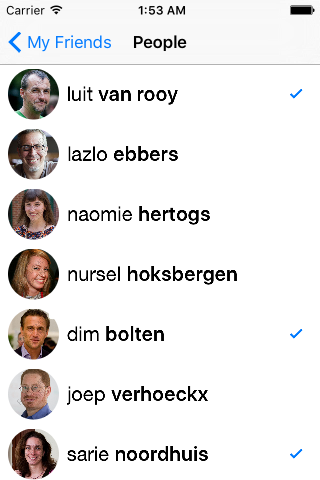 Carrier 1:53 AM
My Friends People
luit van rooy
lazlo ebbers
naomie hertogs
nursel hoksbergen
dim bolten
joep verhoeckx
sarie noordhuis